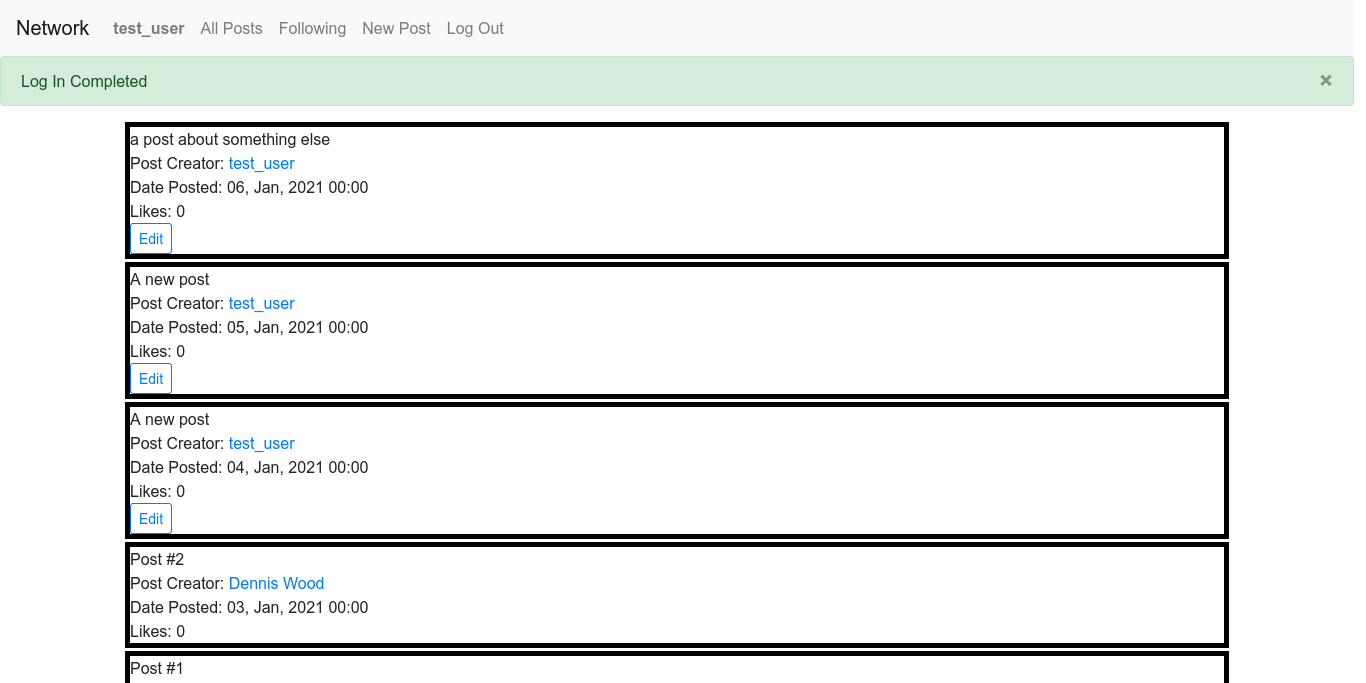 Network test_user All Posts Following New Post Log Out
Log In Completed ×
a post about something else
Post Creator: test_user
Date Posted: 06, Jan, 2021 00:00
Likes: 0
Edit
A new post
Post Creator: test_user
Date Posted: 05, Jan, 2021 00:00
Likes: 0
Edit
A new post
Post Creator: test_user
Date Posted: 04, Jan, 2021 00:00
Likes: 0
Edit
Post #2
Post Creator: Dennis Wood
Date Posted: 03, Jan, 2021 00:00
Likes: 0
Post #1